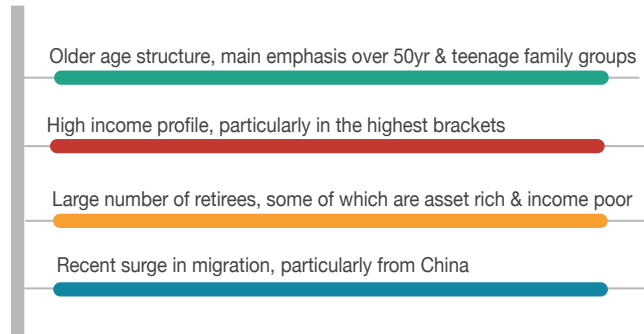 Older age structure, main emphasis over 50yr & teenage family groups
High income profile, particularly in the highest brackets
Large number of retirees, some of which are asset rich & income poor
Recent surge in migration, particularly from China